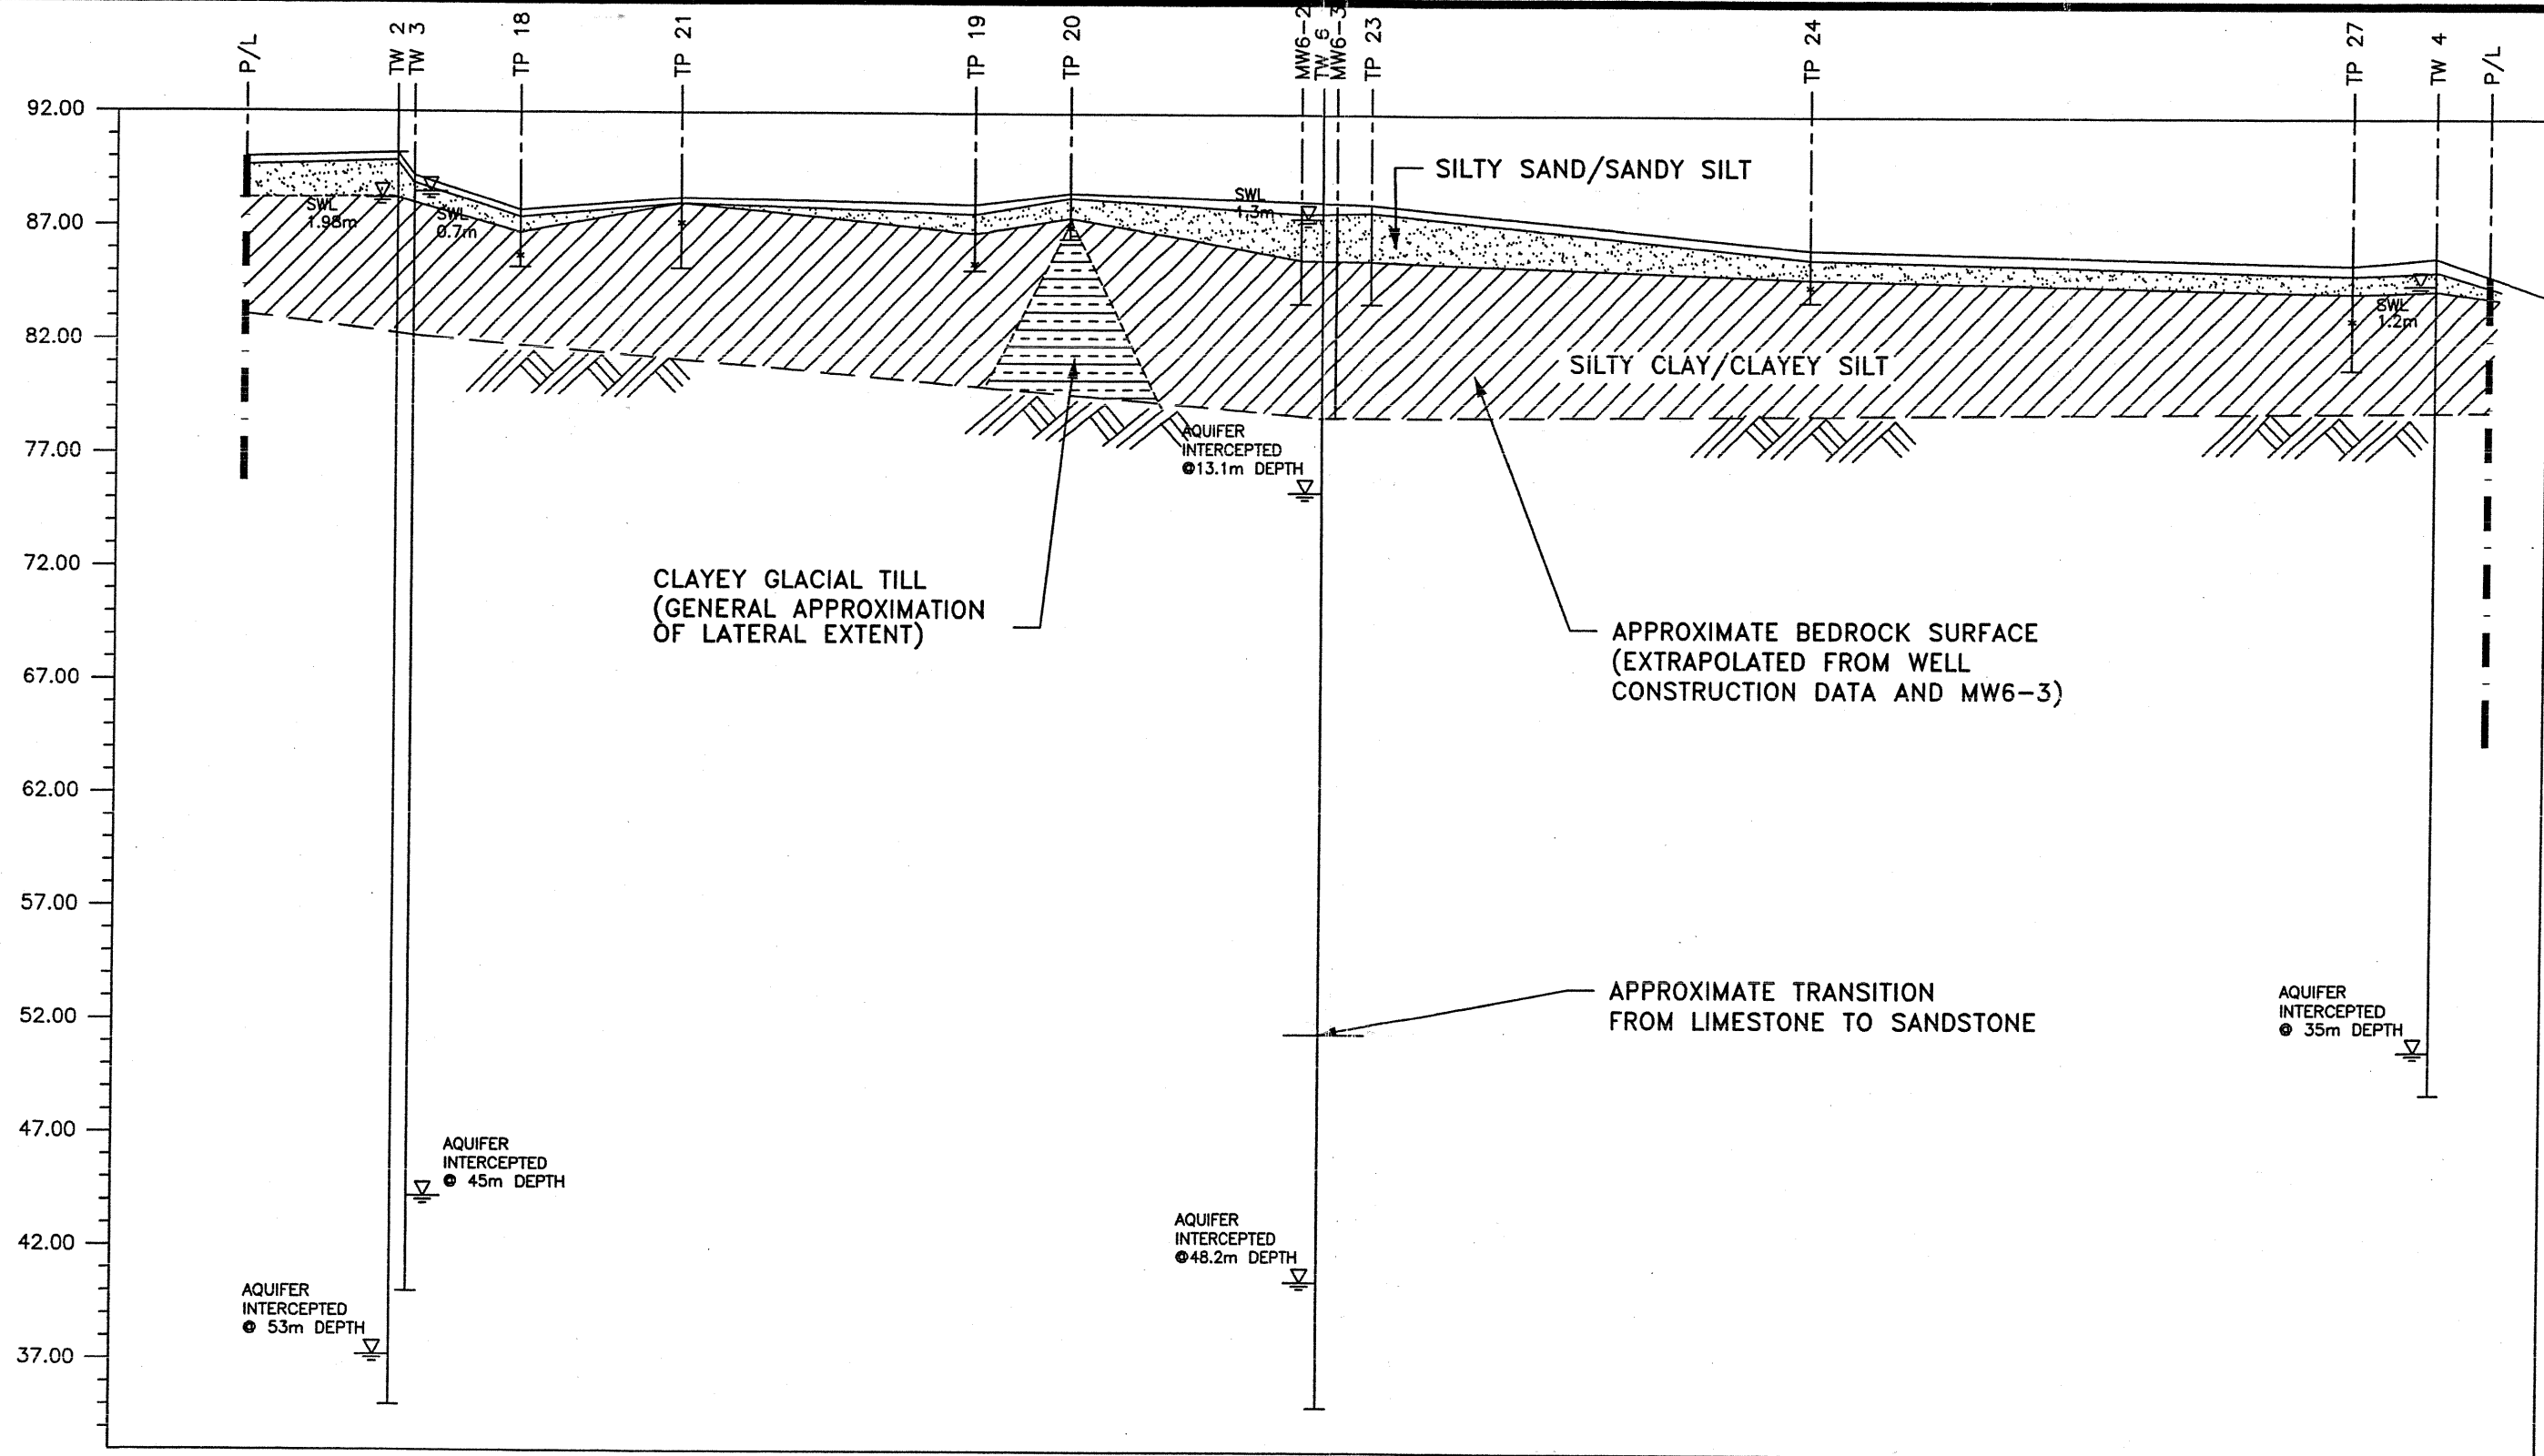 P/L
TW 2
TW 3
TP 18
TP 21
TP 19
TP 20
MW6-2
TW 6
MW6-3
TP 23
TP 24
TP 27
TW 4
P/L
92.00
87.00
82.00
77.00
72.00
67.00
62.00
57.00
52.00
47.00
42.00
37.00
SWL
1.98m
SWL
0.7m
SWL
1.3m
SILTY SAND/SANDY SILT
SWL
1.2m
SILTY CLAY/CLAYEY SILT
AQUIFER
INTERCEPTED
@13.1m DEPTH
CLAYEY GLACIAL TILL
(GENERAL APPROXIMATION
OF LATERAL EXTENT)
APPROXIMATE BEDROCK SURFACE
(EXTRAPOLATED FROM WELL
CONSTRUCTION DATA AND MW6-3)
APPROXIMATE TRANSITION
FROM LIMESTONE TO SANDSTONE
AQUIFER
INTERCEPTED
@ 35m DEPTH
AQUIFER
INTERCEPTED
@ 45m DEPTH
AQUIFER
INTERCEPTED
@48.2m DEPTH
AQUIFER
INTERCEPTED
@ 53m DEPTH